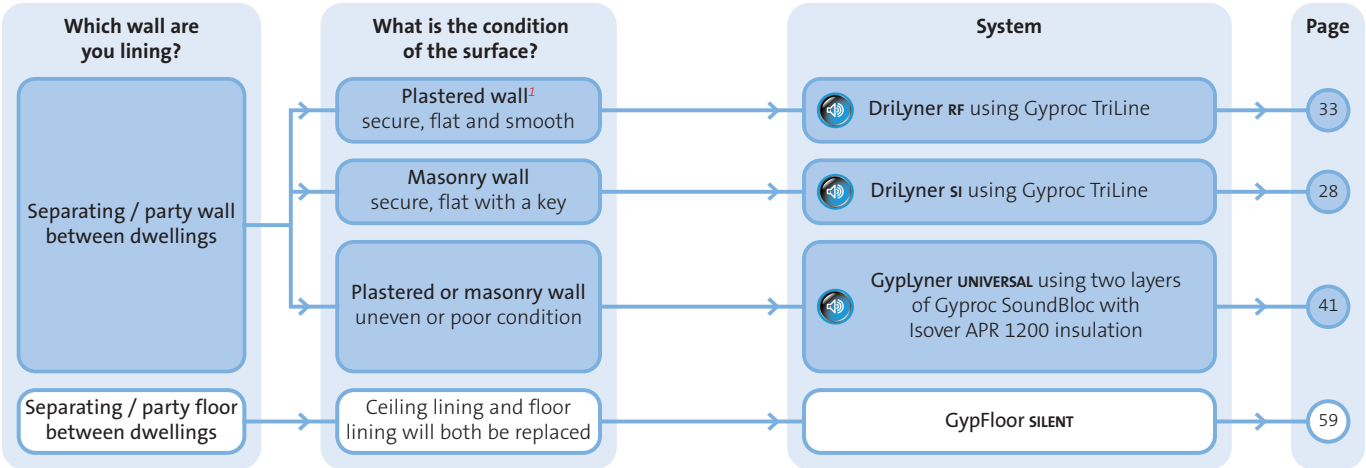 Which wall are
you lining?
What is the condition
of the surface?
System
Page
Separating / party wall
between dwellings
Plastered wall1
secure, flat and smooth
DriLyner RF using Gyproc TriLine
33
Masonry wall
secure, flat with a key
DriLyner SI using Gyproc TriLine
28
Plastered or masonry wall
uneven or poor condition
GypLyner UNIVERSAL using two layers
of Gyproc SoundBloc with
Isover APR 1200 insulation
41
Separating / party floor
between dwellings
Ceiling lining and floor
lining will both be replaced
GypFloor SILENT
59